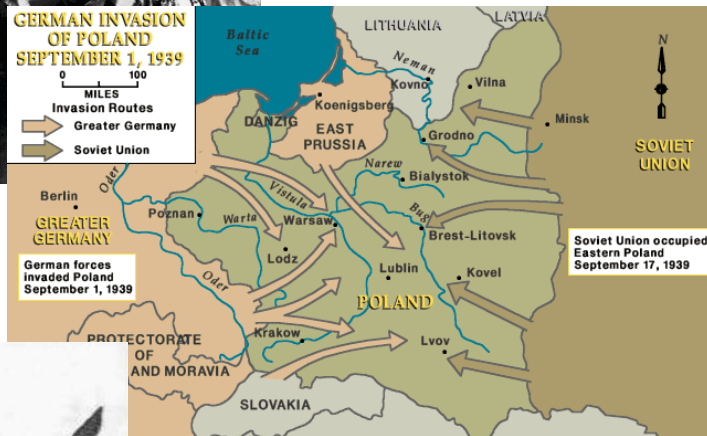 GERMAN INVASION
OF POLAND
SEPTEMBER 1, 1939
0 100
MILES
Invasion Routes
Greater Germany
Soviet Union
Baltic
Sea
LITHUANIA
LATVIA
N
Neman
Kovno
Vilna
Koenigsberg
DANZIG
EAST
PRUSSIA
Grodno
Minsk
SOVIET
UNION
Oder
Narew
Bialystok
Berlin
Vistula
Poznan
Warta
Warsaw
Bug
Brest-Litovsk
GREATER
GERMANY
Lodz
German forces
invaded Poland
September 1, 1939
Oder
Lublin
Kovel
Soviet Union occupied
Eastern Poland
September 17, 1939
POLAND
PROTECTORATE
OF
AND MORAVIA
Krakow
Lvov
SLOVAKIA